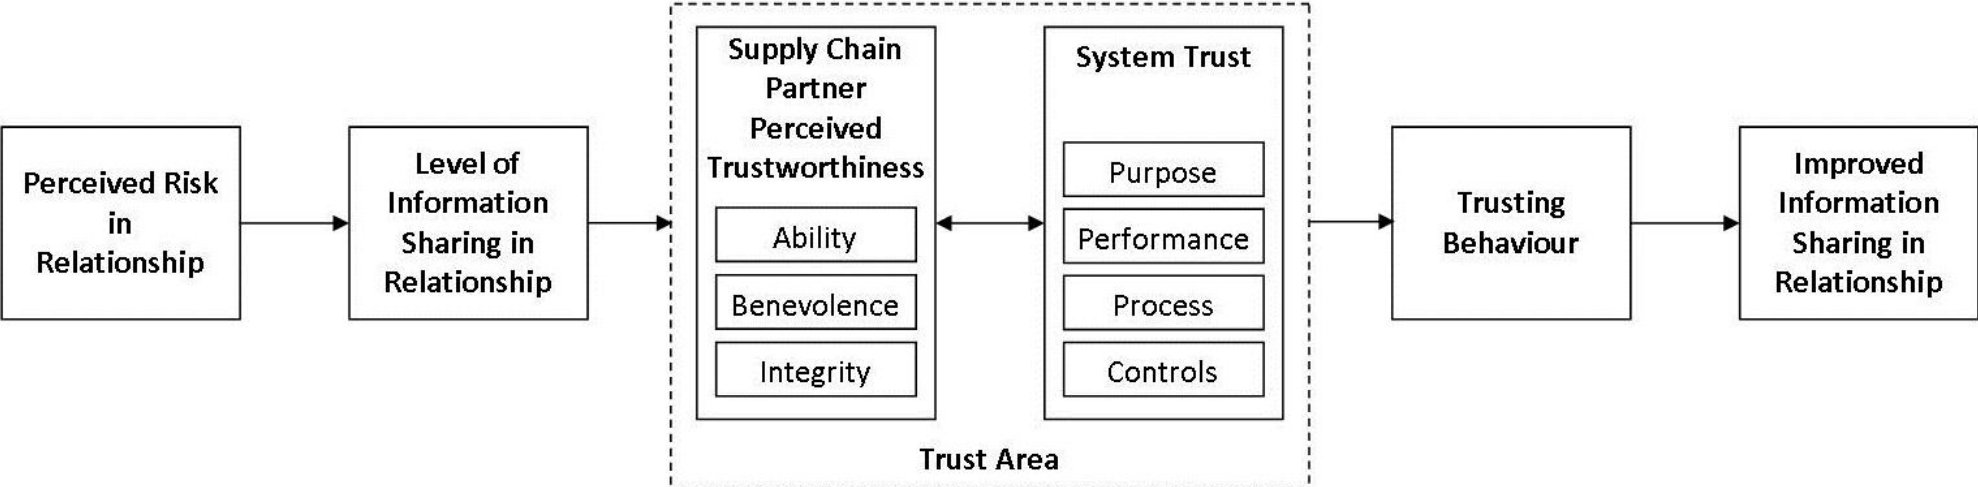 Perceived Risk
in
Relationship
Level of
Information
Sharing in
Relationship
Supply Chain
Partner
Perceived
Trustworthiness
Ability
Benevolence
Integrity
System Trust
Purpose
Performance
Process
Controls
Trust Area
Trusting
Behaviour
Improved
Information
Sharing in
Relationship